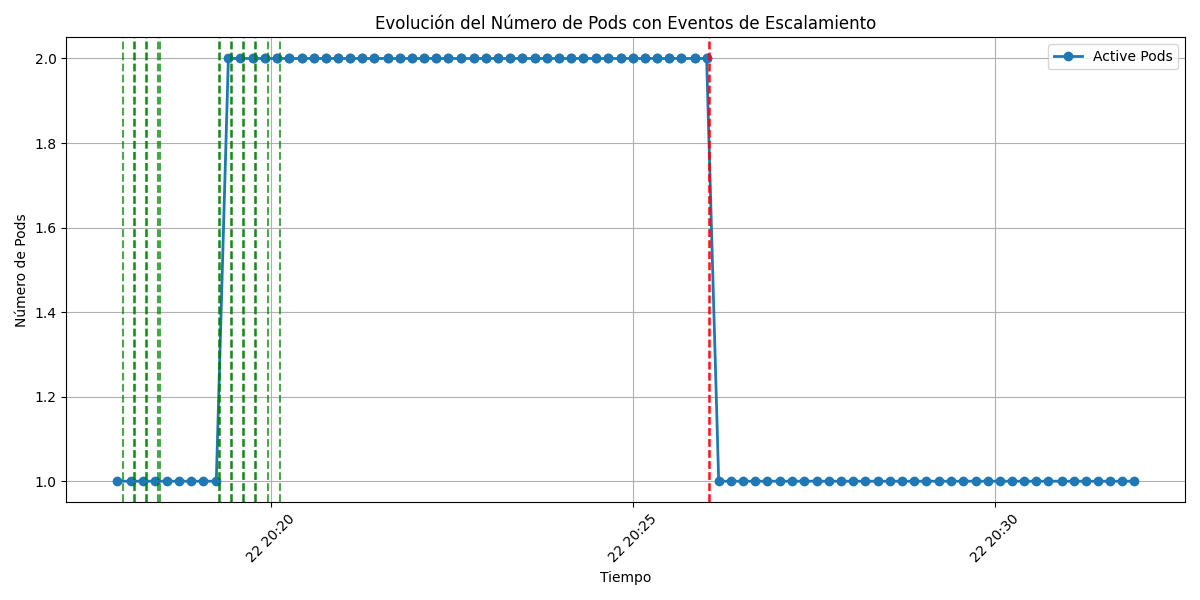 Evolución del Número de Pods con Eventos de Escalamiento
Active Pods
Número de Pods
2.0
1.8
1.6
1.4
1.2
1.0
22 20:20
22 20:25
22 20:30
Tiempo